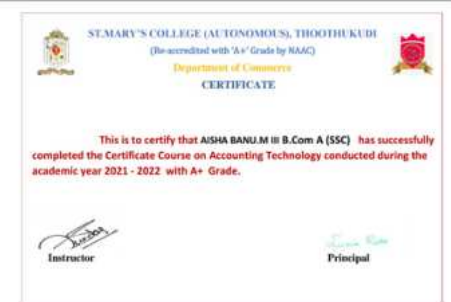 ST.MARY'S COLLEGE (AUTONOMOUS), THOOTHUKUDI
(Re-accredited with 'A+' Grade by NAAC)
Department of Commerce
CERTIFICATE
This is to certify that AISHA BANU.M III B.Com A (SSC) has successfully
completed the Certificate Course on Accounting Technology conducted during the
academic year 2021 - 2022 with A+ Grade.
Instructor
Principal